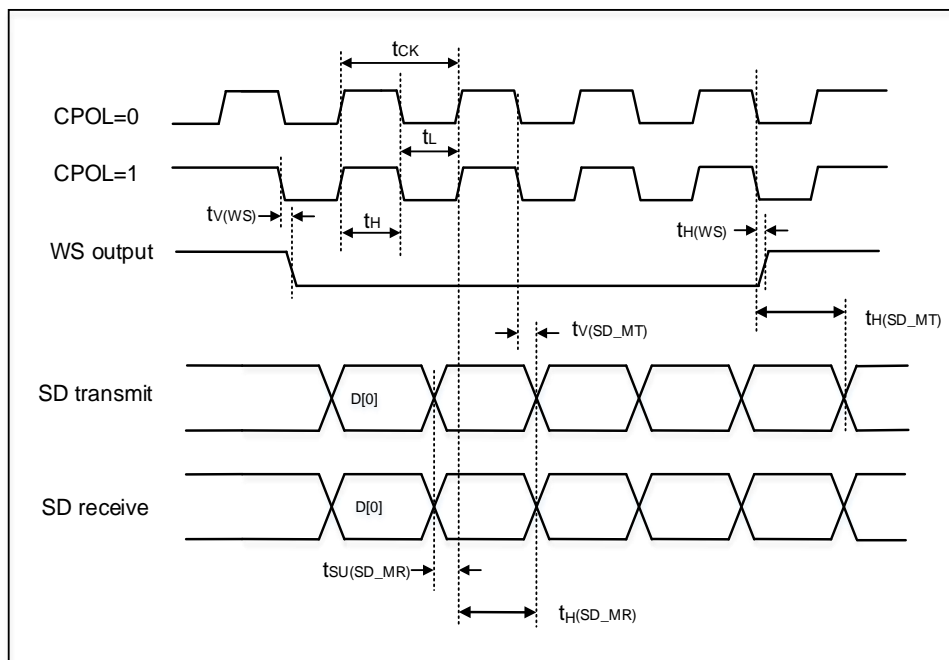 tCK
CPOL=0
tL
CPOL=1
tV(WS)
tH
tH(WS)
WS output
tV(SD_MT)
tH(SD_MT)
SD transmit
D[0]
SD receive
D[0]
tSU(SD_MR)
tH(SD_MR)